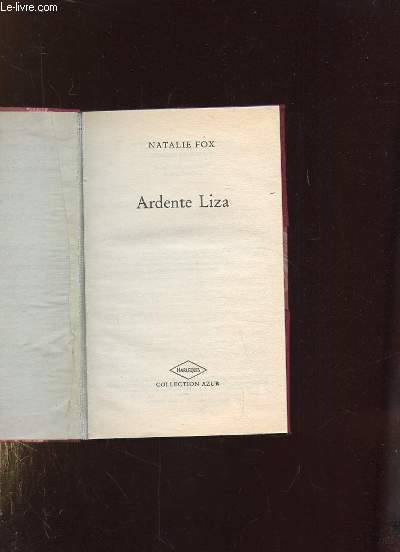 Le-livre.com
NATALIE FOX
Ardente Liza
HARLEQUIN
COLLECTION AZUR